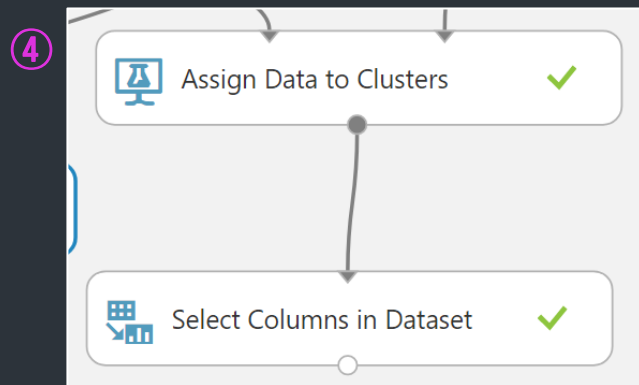 ④
Assign Data to Clusters
Select Columns in Dataset